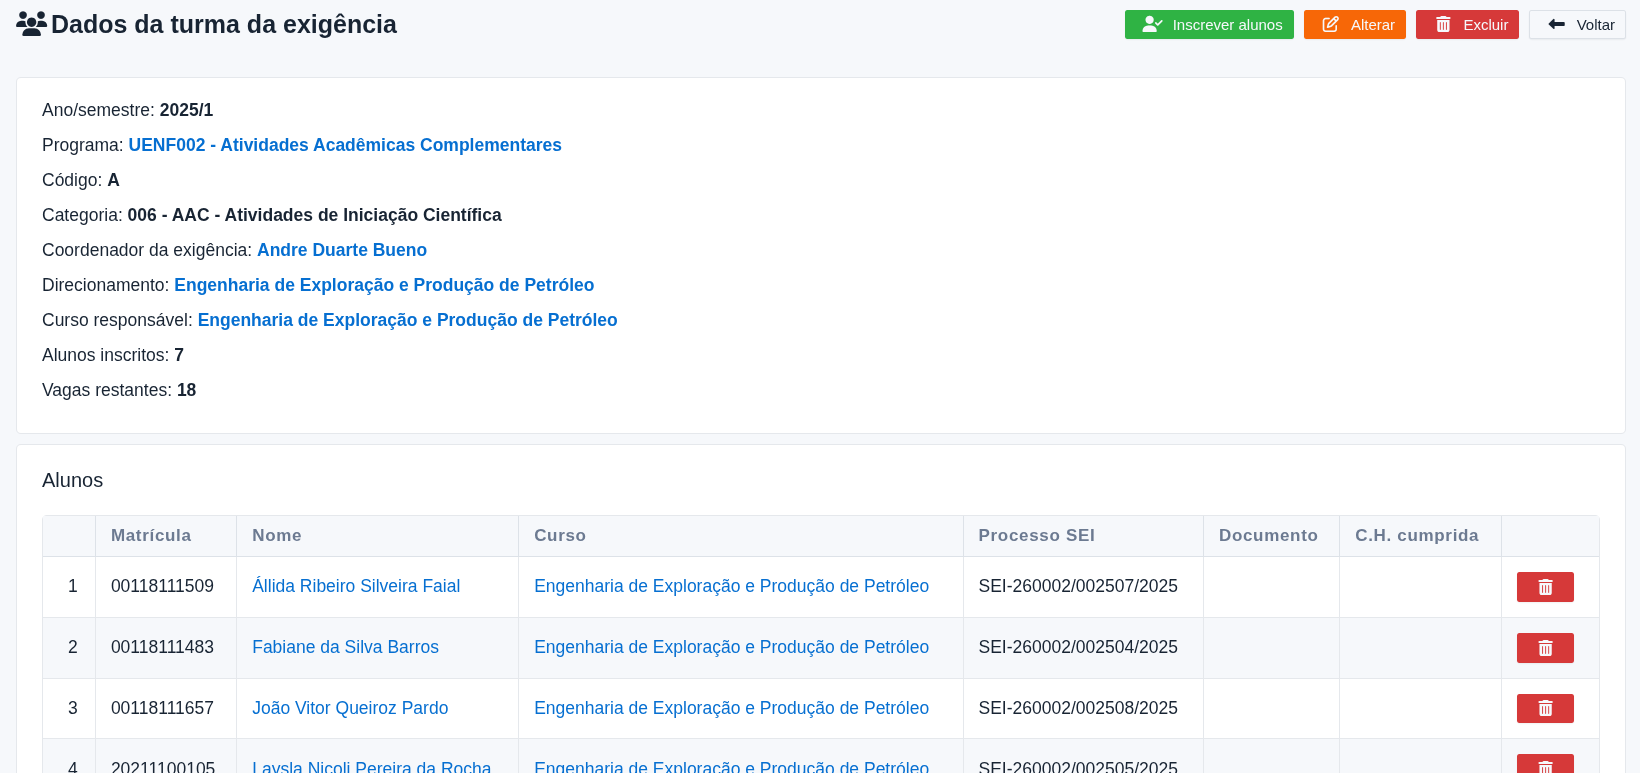 Dados da turma da exigência
Inscrever alunos Alterar Excluir Voltar
Ano/semestre: 2025/1
Programa: UENF002 - Atividades Acadêmicas Complementares
Código: A
Categoria: 006 - AAC - Atividades de Iniciação Científica
Coordenador da exigência: Andre Duarte Bueno
Direcionamento: Engenharia de Exploração e Produção de Petróleo
Curso responsável: Engenharia de Exploração e Produção de Petróleo
Alunos inscritos: 7
Vagas restantes: 18
Alunos
Matrícula Nome Curso Processo SEI Documento C.H. cumprida
1 00118111509 Állida Ribeiro Silveira Faial Engenharia de Exploração e Produção de Petróleo SEI-260002/002507/2025
2 00118111483 Fabiane da Silva Barros Engenharia de Exploração e Produção de Petróleo SEI-260002/002504/2025
3 00118111657 João Vitor Queiroz Pardo Engenharia de Exploração e Produção de Petróleo SEI-260002/002508/2025
4 20211100105 Laysla Nicoli Pereira da Rocha Engenharia de Exploração e Produção de Petróleo SEI-260002/002505/2025